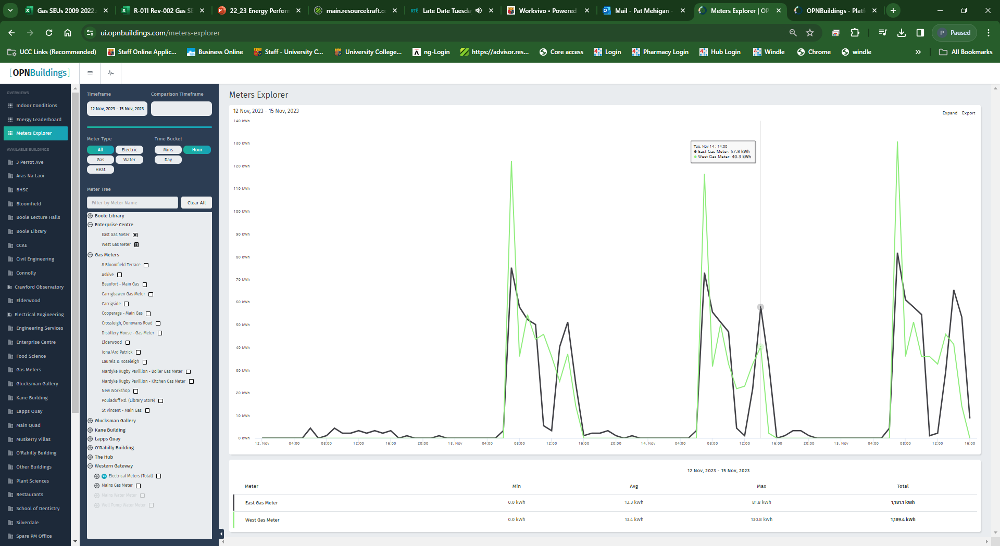 Gas SEUs 2009 2022.
R-011 Rev-002 Gas SE
22_23 Energy Perforn
main.resourcekraft.c
RTÉ Late Date Tuesda
Workvivo • Powered
Mail - Pat Mehigan -
Meters Explorer | OP
OPNBuildings - Platf
ui.opnbuildings.com/meters-explorer
P Paused
UCC Links (Recommended)
Staff Online Applic...
Business Online
Staff - University C...
University College...
ng-Login
https://advisor.res...
Core access
Login
Pharmacy Login
Hub Login
Windle
Chrome
windle
All Bookmarks
[OPNBuildings]
OVERVIEWS
Indoor Conditions
Energy Leaderboard
Meters Explorer
AVAILABLE BUILDINGS
3 Perrot Ave
Aras Na Laoi
BHSC
Bloomfield
Boole Lecture Halls
Boole Library
CCAE
Civil Engineering
Connolly
Crawford Observatory
Elderwood
Electrical Engineering
Engineering Services
Enterprise Centre
Food Science
Gas Meters
Glucksman Gallery
Kane Building
Lapps Quay
Main Quad
Muskerry Villas
O'Rahilly Building
Other Buildings
Plant Sciences
Restaurants
School of Dentistry
Silverdale
Spare PM Office
Timeframe Comparison Timeframe
12 Nov, 2023 - 15 Nov, 2023
Meter Type Time Bucket
All Electric Mins Hour
Gas Water Day
Heat
Meter Tree
Filter by Meter Name Clear All
Boole Library
Enterprise Centre
East Gas Meter
West Gas Meter
Gas Meters
8 Bloomfield Terrace
Askive
Beaufort - Main Gas
Carrigbawen Gas Meter
Carrigside
Cooperage - Main Gas
Crossleigh, Donovans Road
Distillery House - Gas Meter
Elderwood
Iona/Ard Patrick
Laurels & Roseleigh
Mardyke Rugby Pavillion - Boiler Gas Meter
Mardyke Rugby Pavillion - Kitchen Gas Meter
New Workshop
Pouladuff Rd. (Library Store)
St Vincent - Main Gas
Glucksman Gallery
Kane Building
Lapps Quay
O'Rahilly Building
The Hub
Western Gateway
Electrical Meters (Total)
Mains Gas Meter
Mains Water Meter
Well Pump Water Meter
Meters Explorer
12 Nov, 2023 - 15 Nov, 2023
Expand Export
140 kWh
130 kWh
120 kWh
110 kWh
100 kWh
90 kWh
80 kWh
70 kWh
60 kWh
50 kWh
40 kWh
30 kWh
20 kWh
10 kWh
0 kWh
Tue, Nov 14 : 14:00
East Gas Meter: 57.8 kWh
West Gas Meter: 40.3 kWh
12. Nov 04:00 08:00 12:00 16:00 20:00 13. Nov 04:00 08:00 12:00 16:00 20:00 14. Nov 04:00 08:00 12:00 16:00 20:00 15. Nov 04:00 08:00 12:00 16:00
12 Nov, 2023 - 15 Nov, 2023
Meter Min Avg Max Total
East Gas Meter 0.0 kWh 13.3 kWh 81.8 kWh 1,181.1 kWh
West Gas Meter 0.0 kWh 13.4 kWh 130.8 kWh 1,189.4 kWh